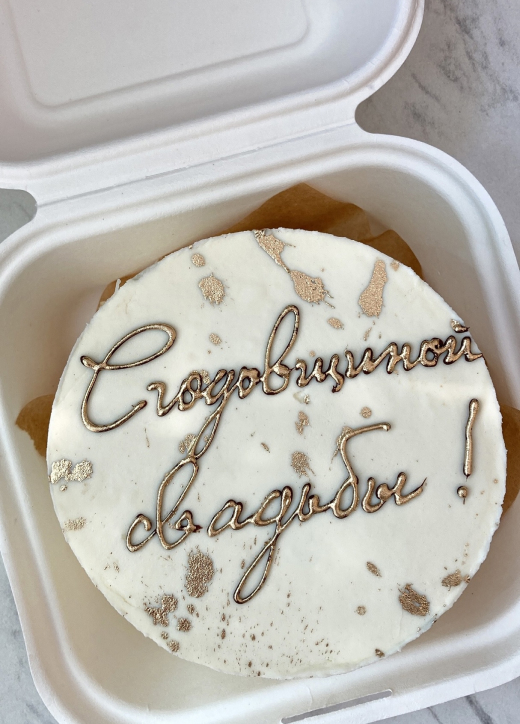 С годовщиной
свадьбы !